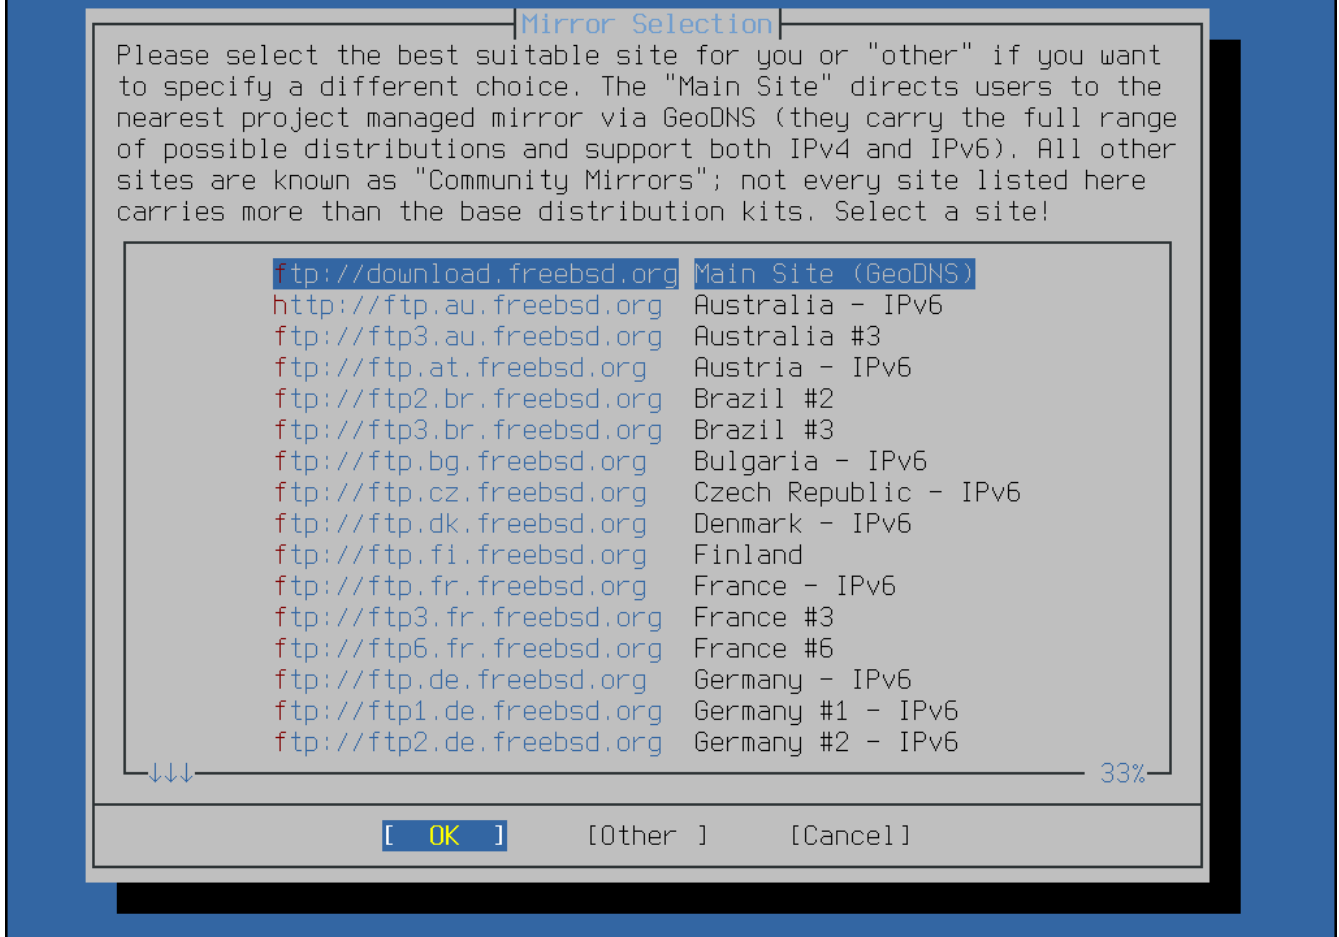 Mirror Selection
Please select the best suitable site for you or "other" if you want
to specify a different choice. The "Main Site" directs users to the
nearest project managed mirror via GeoDNS (they carry the full range
of possible distributions and support both IPv4 and IPv6). All other
sites are known as "Community Mirrors"; not every site listed here
carries more than the base distribution kits. Select a site!
ftp://download.freebsd.org Main Site (GeoDNS)
http://ftp.au.freebsd.org Australia - IPv6
ftp://ftp3.au.freebsd.org Australia #3
ftp://ftp.at.freebsd.org Austria - IPv6
ftp://ftp2.br.freebsd.org Brazil #2
ftp://ftp3.br.freebsd.org Brazil #3
ftp://ftp.bg.freebsd.org Bulgaria - IPv6
ftp://ftp.cz.freebsd.org Czech Republic - IPv6
ftp://ftp.dk.freebsd.org Denmark - IPv6
ftp://ftp.fi.freebsd.org Finland
ftp://ftp.fr.freebsd.org France - IPv6
ftp://ftp3.fr.freebsd.org France #3
ftp://ftp6.fr.freebsd.org France #6
ftp://ftp.de.freebsd.org Germany - IPv6
ftp://ftp1.de.freebsd.org Germany #1 - IPv6
ftp://ftp2.de.freebsd.org Germany #2 - IPv6
↓↓↓ 33%
[ OK ] [Other ] [Cancel]